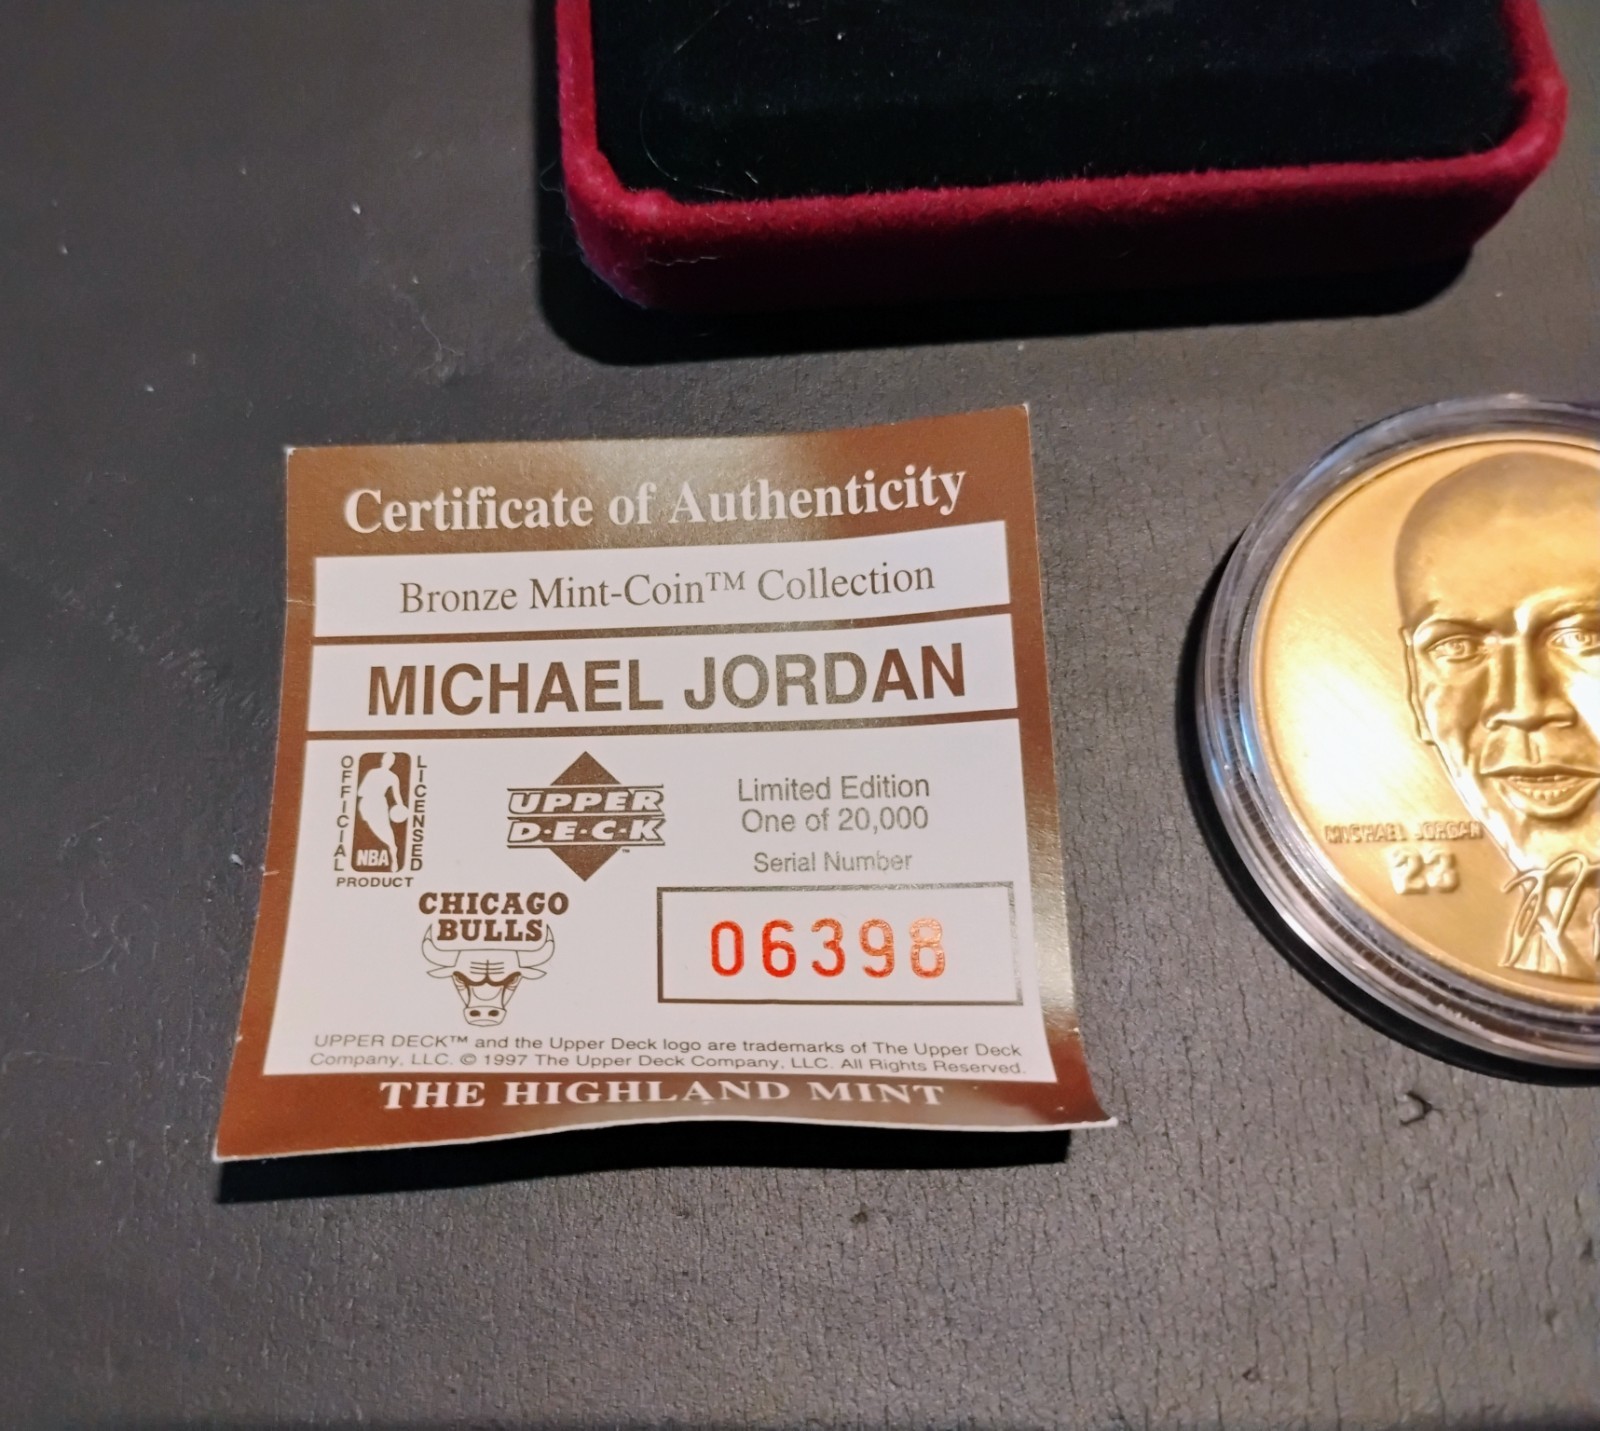 Certificate of Authenticity
Bronze Mint-Coin™ Collection
MICHAEL JORDAN
OFFICIAL
LICENSED
NBA
PRODUCT
UPPER
D·E·C·K™
Limited Edition
One of 20,000
Serial Number
06398
CHICAGO
BULLS
UPPER DECK™ and the Upper Deck logo are trademarks of The Upper Deck
Company, LLC. © 1997 The Upper Deck Company, LLC. All Rights Reserved.
THE HIGHLAND MINT
MICHAEL JORDAN
23